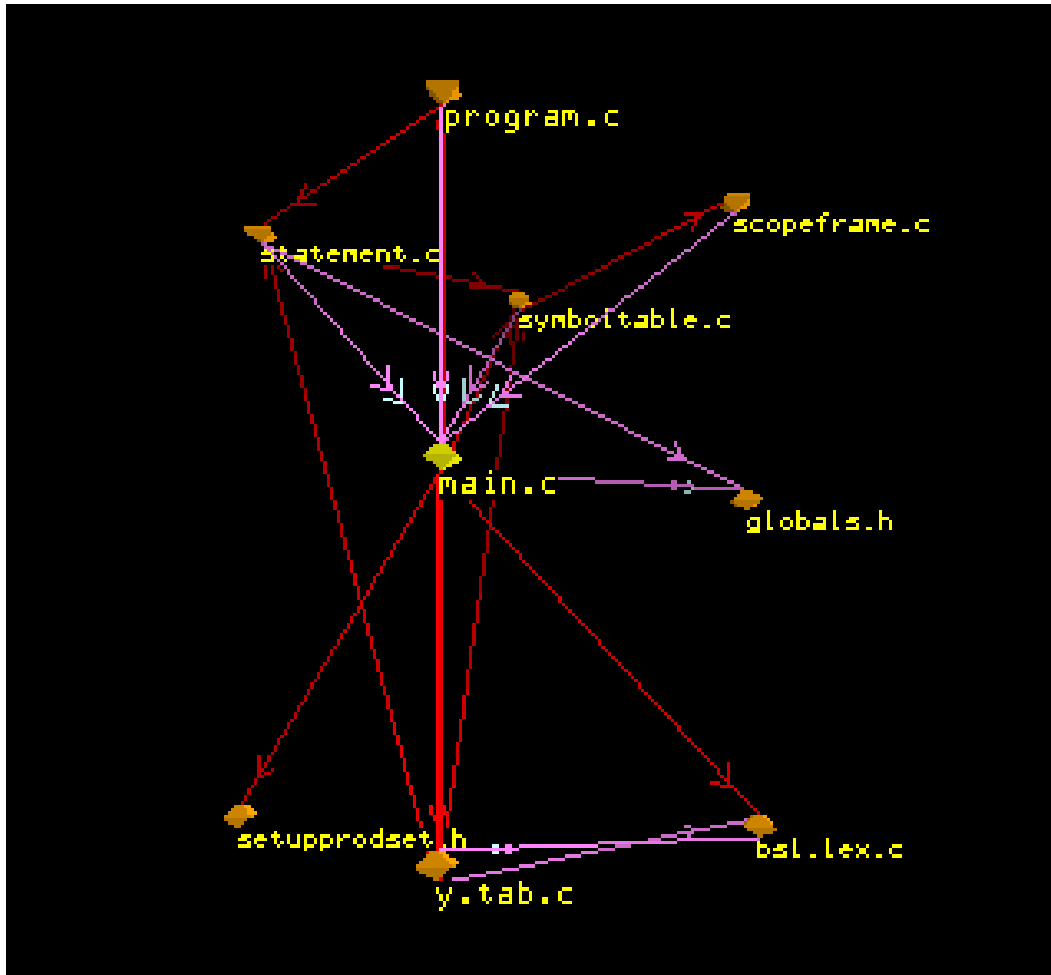 program.c
scopeframe.c
statement.c
symboltable.c
main.c
globals.h
setupprodset.h
bsl.lex.c
y.tab.c